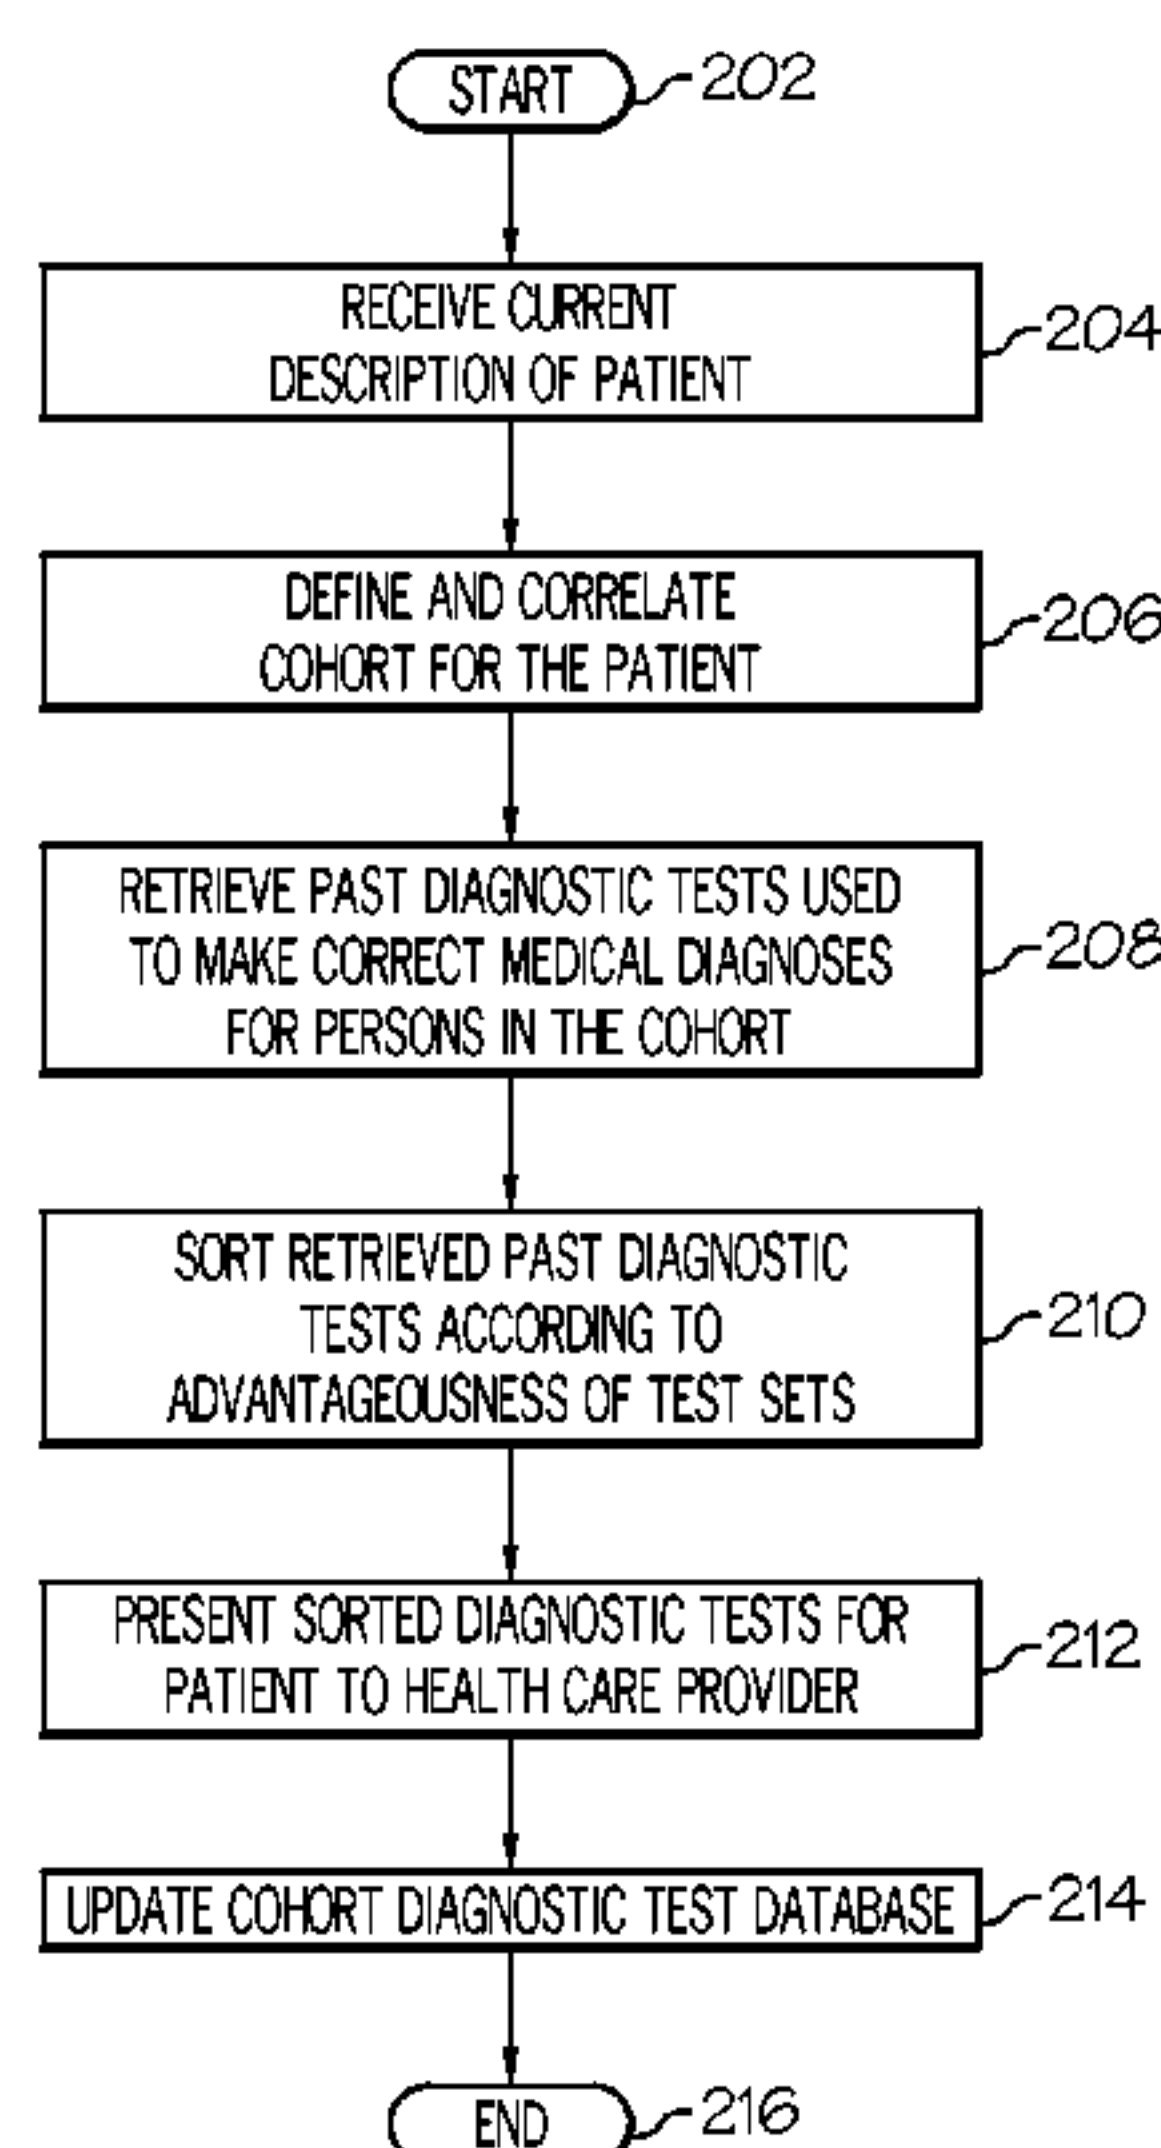 START 202
RECEIVE CURRENT
DESCRIPTION OF PATIENT
204
DEFINE AND CORRELATE
COHORT FOR THE PATIENT
206
RETRIEVE PAST DIAGNOSTIC TESTS USED
TO MAKE CORRECT MEDICAL DIAGNOSES
FOR PERSONS IN THE COHORT
208
SORT RETRIEVED PAST DIAGNOSTIC
TESTS ACCORDING TO
ADVANTAGEOUSNESS OF TEST SETS
210
PRESENT SORTED DIAGNOSTIC TESTS FOR
PATIENT TO HEALTH CARE PROVIDER
212
UPDATE COHORT DIAGNOSTIC TEST DATABASE
214
END 216